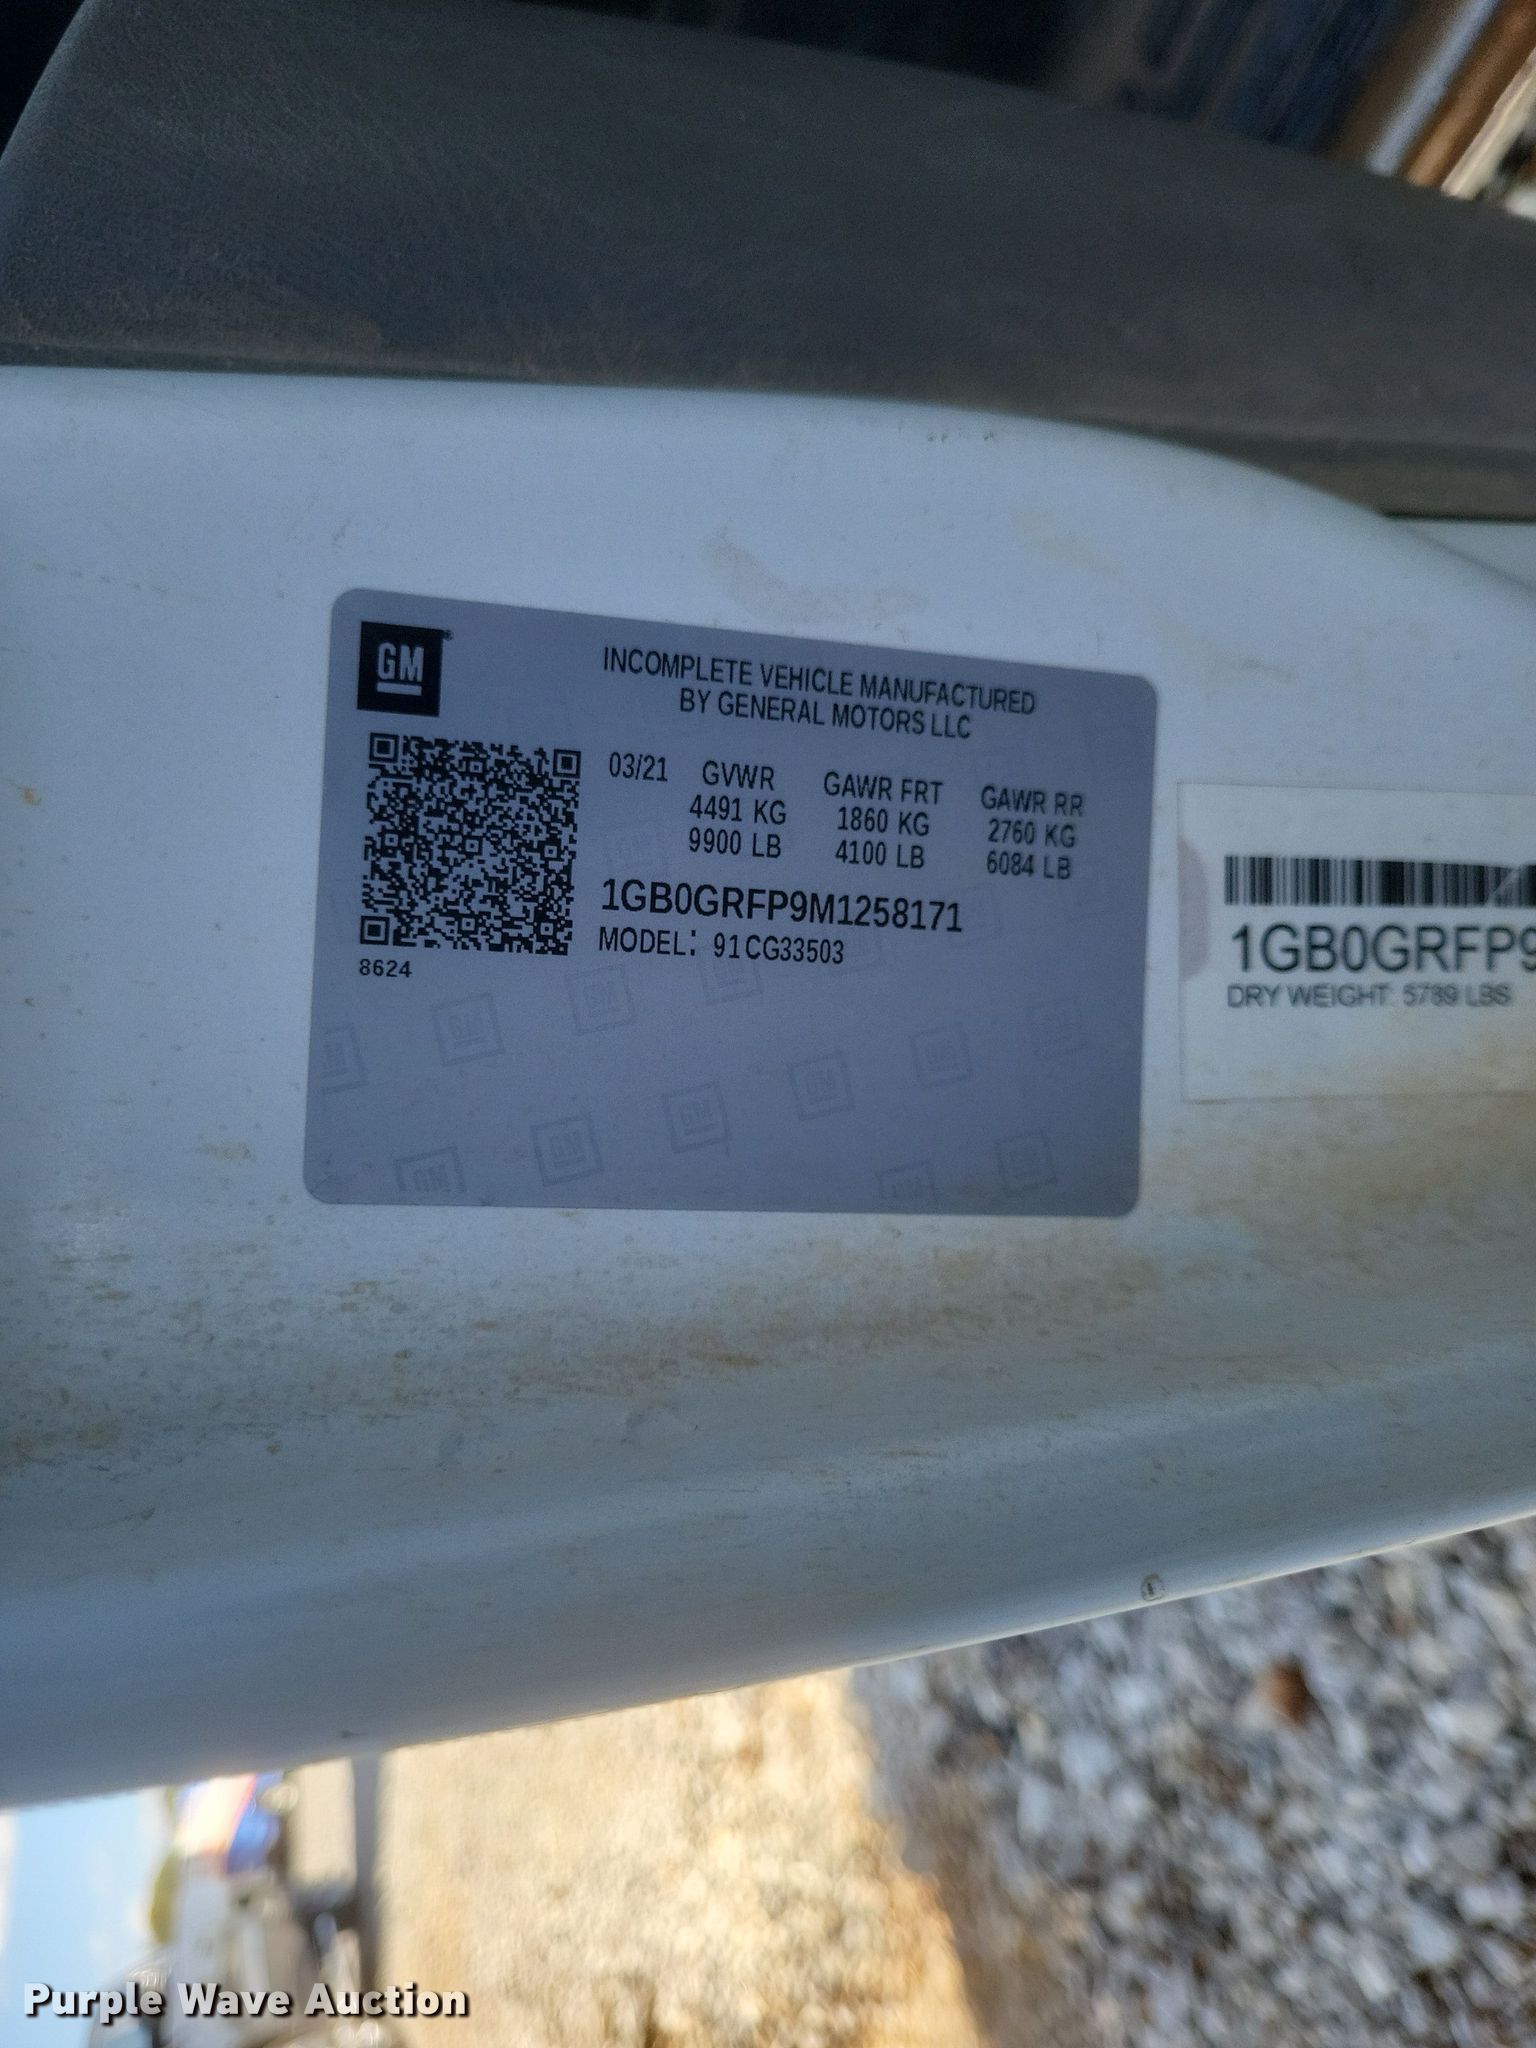 GM
INCOMPLETE VEHICLE MANUFACTURED
BY GENERAL MOTORS LLC
03/21 GVWR GAWR FRT GAWR RR
4491 KG 1860 KG 2760 KG
9900 LB 4100 LB 6084 LB
1GB0GRFP9M1258171
MODEL: 91CG33503
8624
1GB0GRFP9
DRY WEIGHT: 5789 LBS
Purple Wave Auction